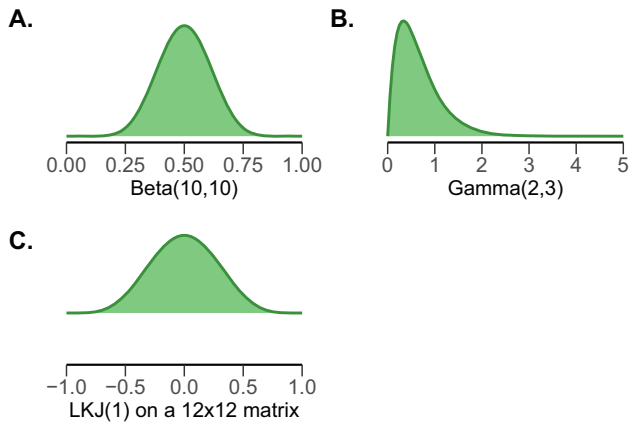 A.
0.00 0.25 0.50 0.75 1.00
Beta(10,10)
B.
0 1 2 3 4 5
Gamma(2,3)
C.
−1.0 −0.5 0.0 0.5 1.0
LKJ(1) on a 12x12 matrix